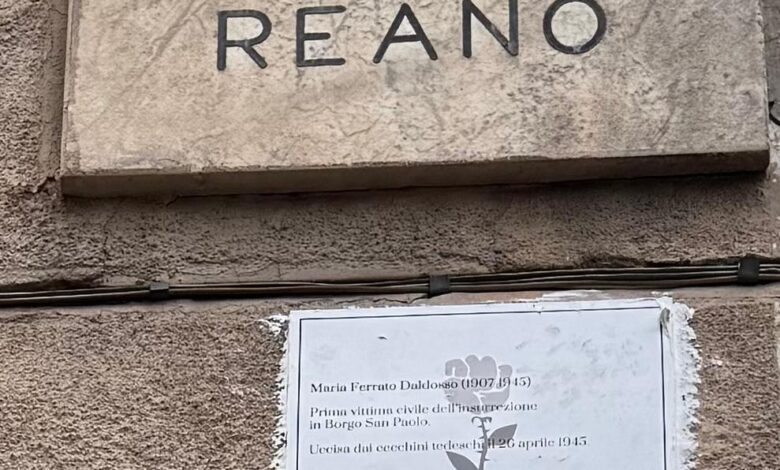 REANO
Maria Ferrato Daldosso (1907 1945)
Prima vittima civile dell'insurrezione
in Borgo San Paolo.
Uccisa dai cecchini tedeschi il 26 aprile 1945.